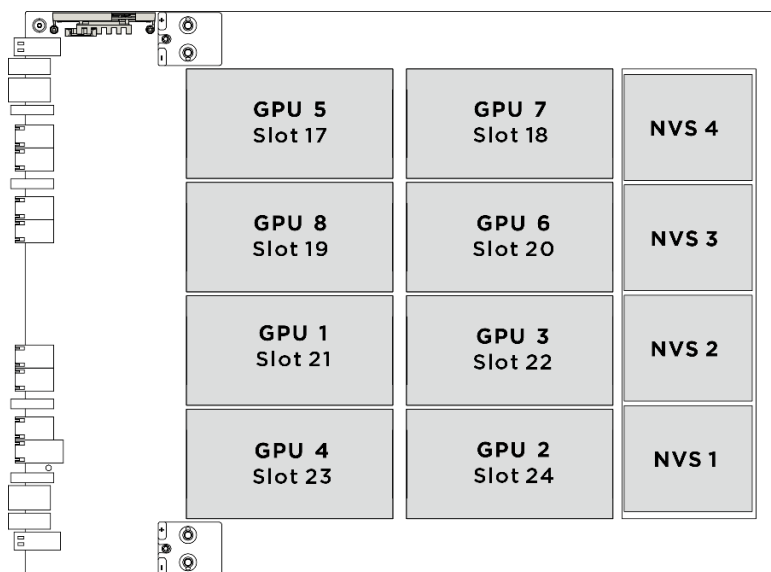 GPU 5
Slot 17
GPU 7
Slot 18
NVS 4
GPU 8
Slot 19
GPU 6
Slot 20
NVS 3
GPU 1
Slot 21
GPU 3
Slot 22
NVS 2
GPU 4
Slot 23
GPU 2
Slot 24
NVS 1